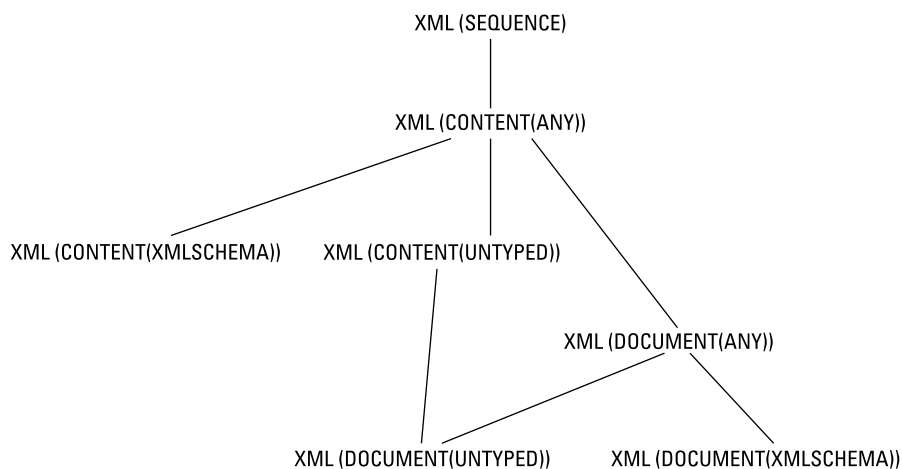 XML (SEQUENCE)
XML (CONTENT(ANY))
XML (CONTENT(XMLSCHEMA))
XML (CONTENT(UNTYPED))
XML (DOCUMENT(ANY))
XML (DOCUMENT(UNTYPED))
XML (DOCUMENT(XMLSCHEMA))